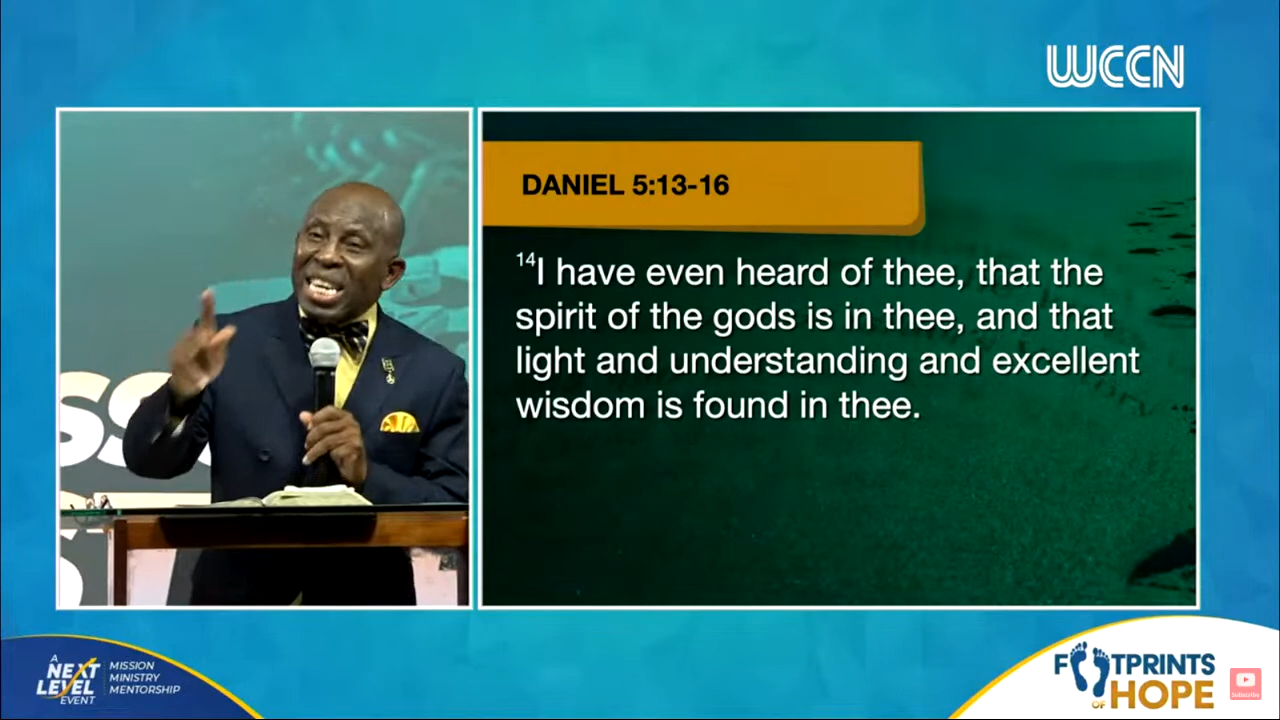 WCCN
DANIEL 5:13-16
14I have even heard of thee, that the
spirit of the gods is in thee, and that
light and understanding and excellent
wisdom is found in thee.
SS
A
NEXT
LEVEL
EVENT
MISSION
MINISTRY
MENTORSHIP
FOOTPRINTS
OF HOPE
Subscribe